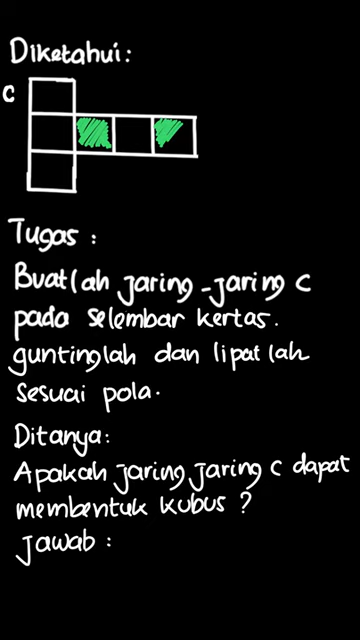 Diketahui:
C
Tugas :
Buatlah jaring-jaring C
pada selembar kertas.
guntinglah dan lipatlah
sesuai pola.
Ditanya:
Apakah jaring jaring C dapat
membentuk kubus ?
jawab :